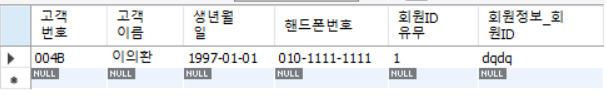 고객 고객 생년월 핸드폰번호 회원ID 회원정보_회
번호 이름 일 유무 원ID
004B 이의환 1997-01-01 010-1111-1111 1 dqdq
NULL NULL NULL NULL NULL NULL